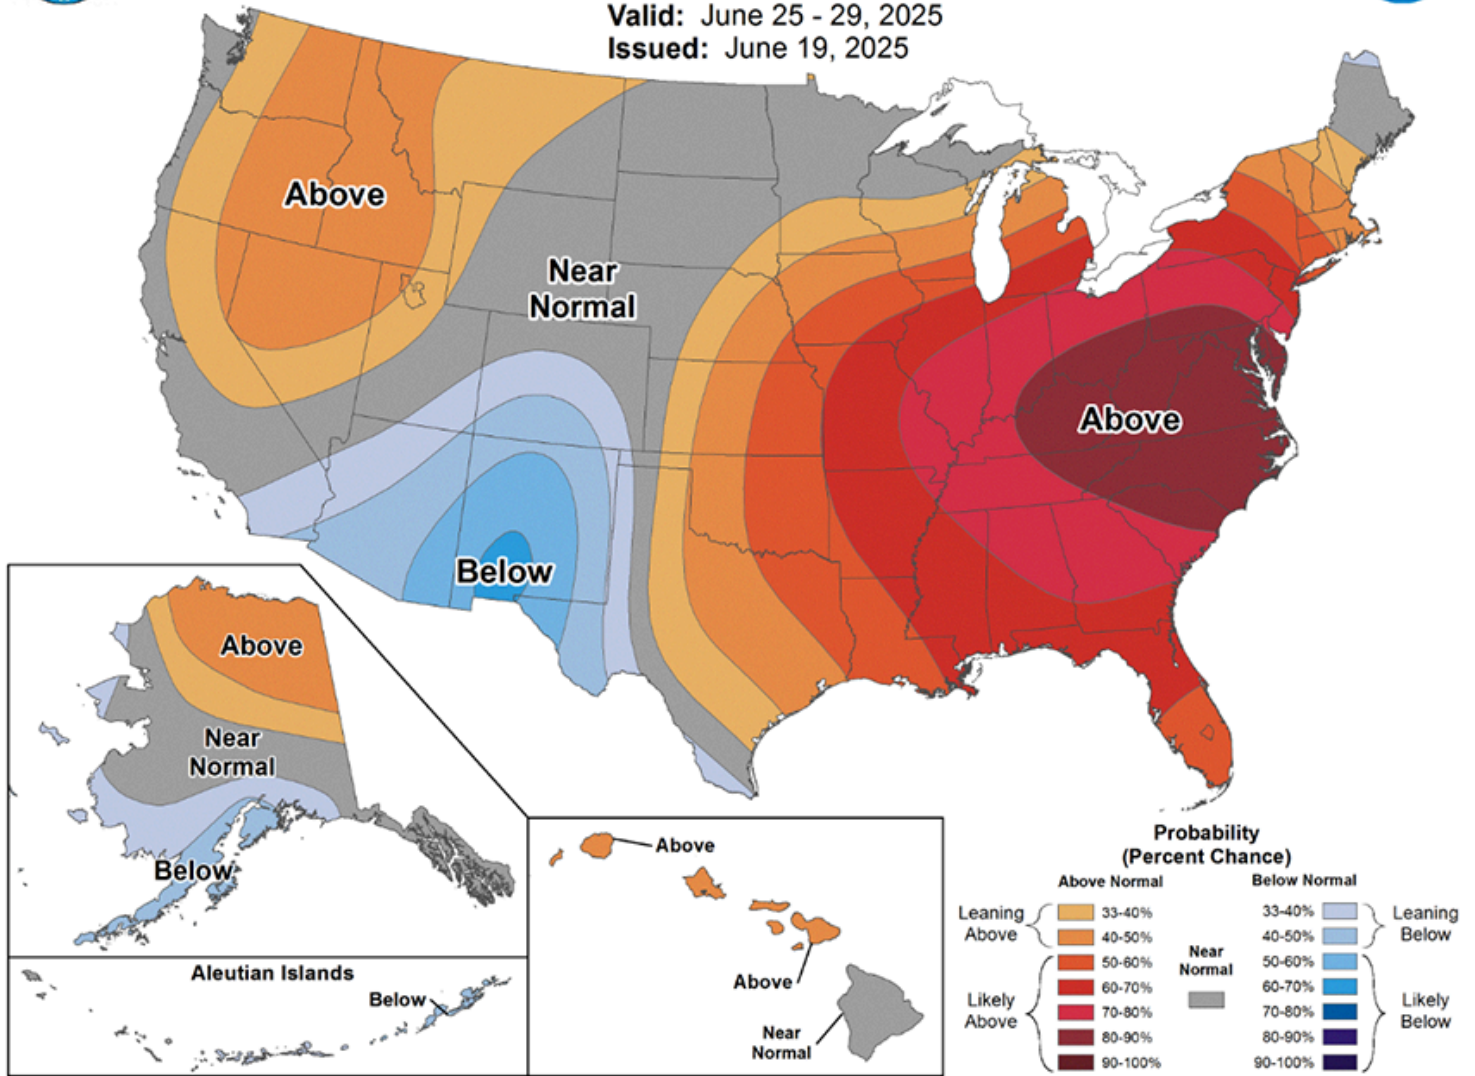 Valid: June 25 - 29, 2025
Issued: June 19, 2025
Above
Near
Normal
Above
Below
Above
Near
Normal
Below
Aleutian Islands
Below
Above
Above
Near
Normal
Probability
(Percent Chance)
Above Normal
Below Normal
Leaning
Above
33-40%
40-50%
Likely
Above
50-60%
60-70%
70-80%
80-90%
90-100%
Near
Normal
33-40%
40-50%
Leaning
Below
50-60%
60-70%
70-80%
80-90%
90-100%
Likely
Below